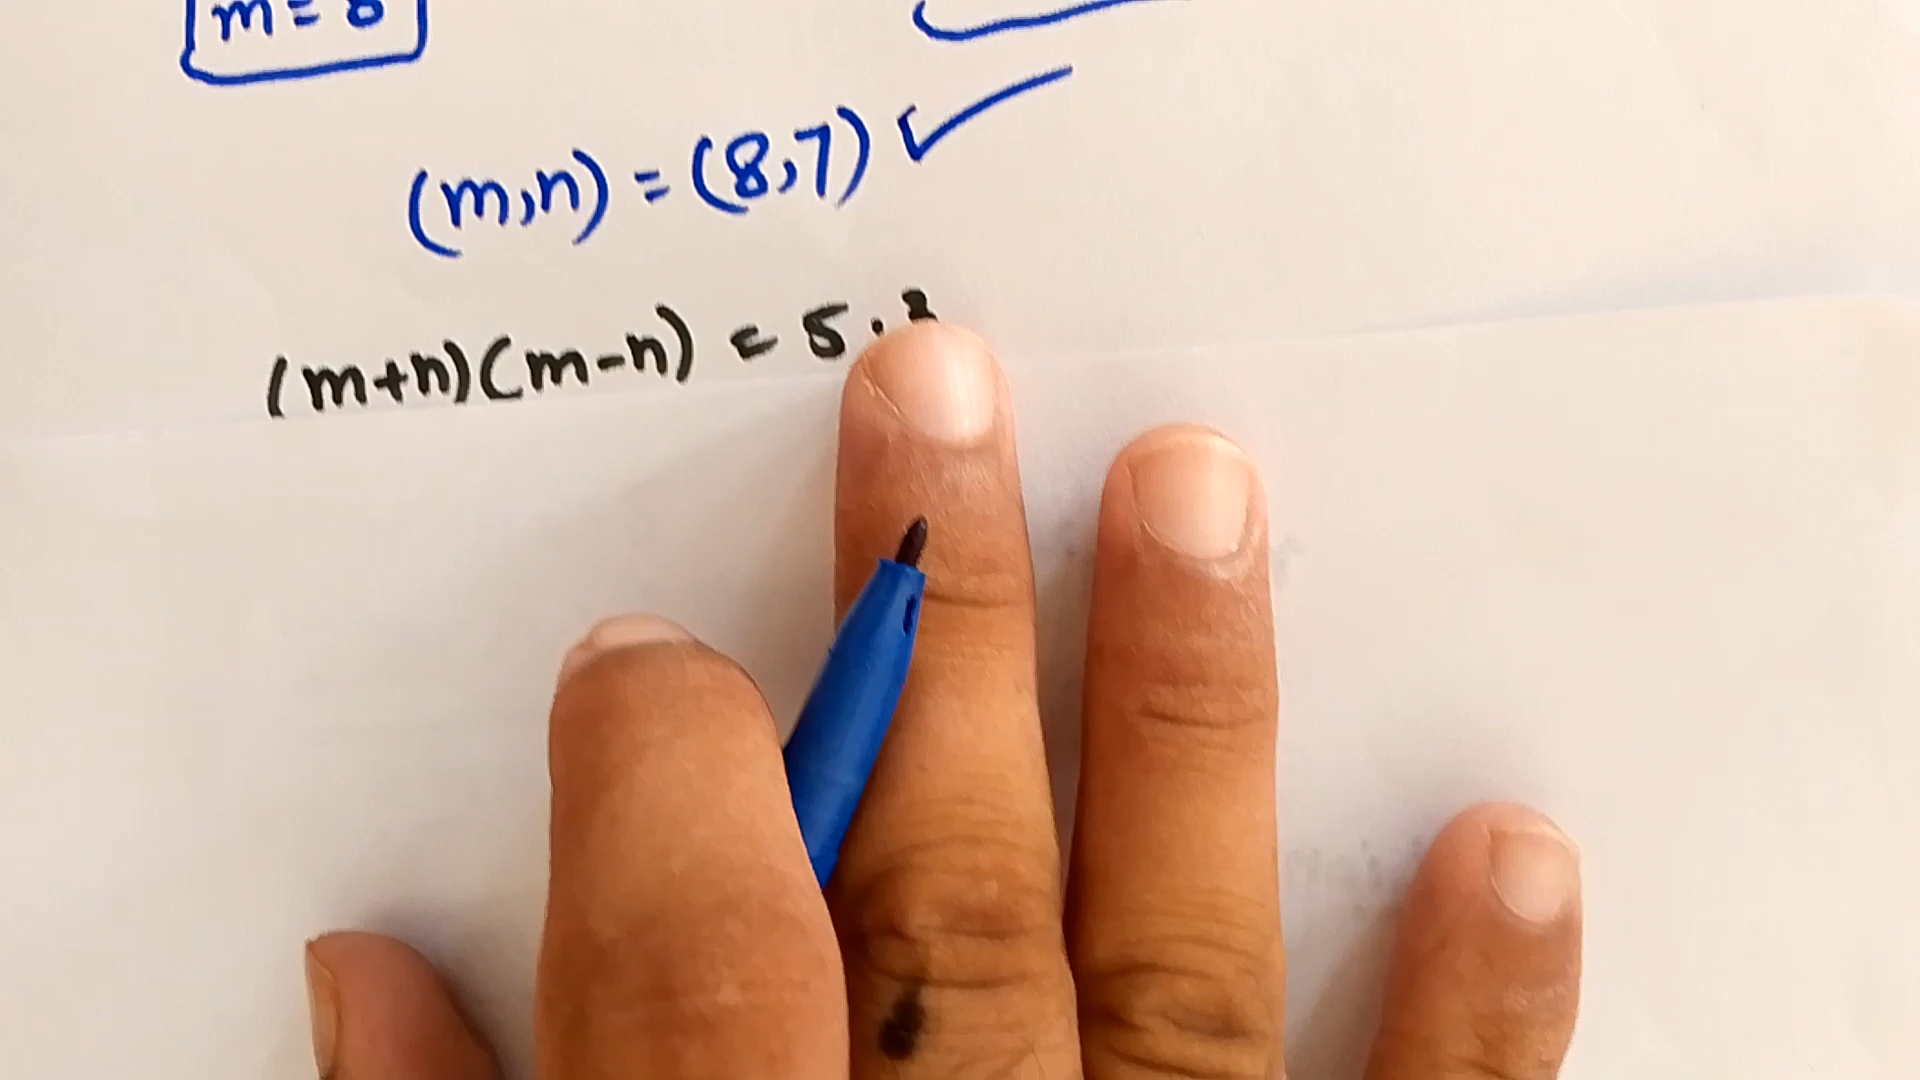 m = 8
(m,n) = (8,7) ✓
(m+n)(m-n) = 5.